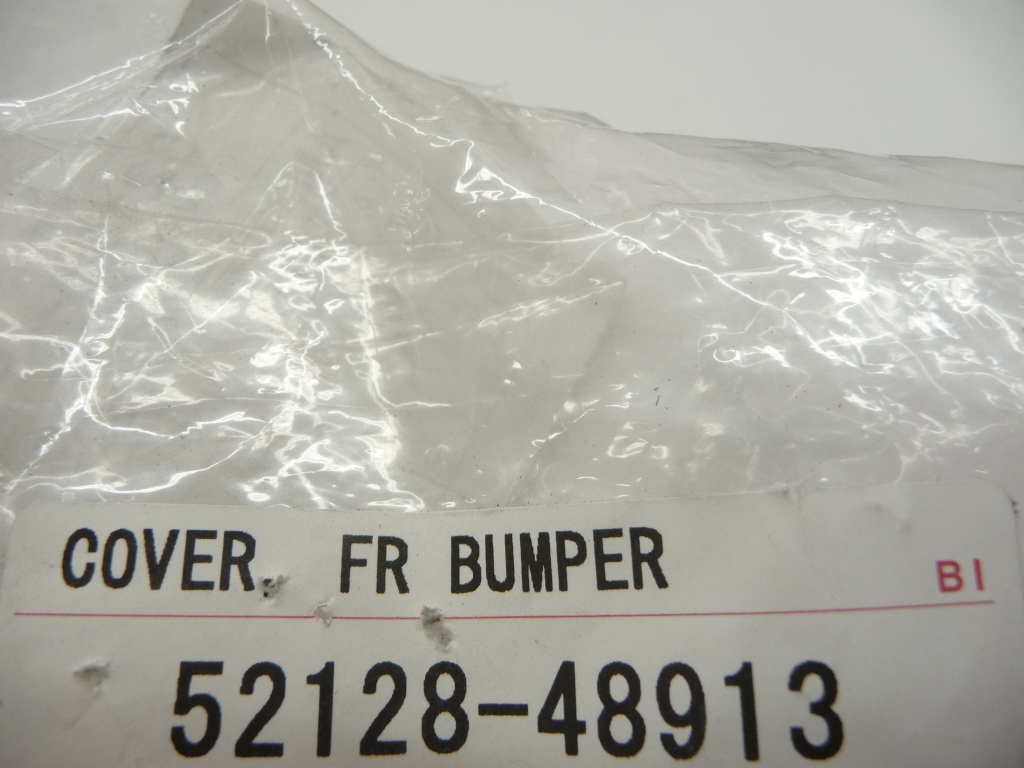 COVER, FR BUMPER
BI
52128-48913